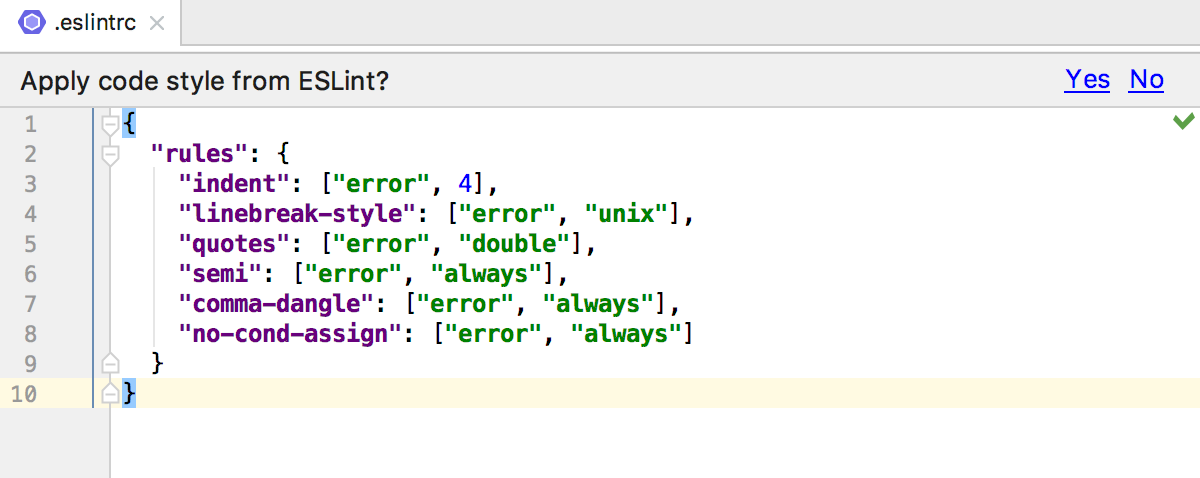 .eslintrc
Apply code style from ESLint? Yes No
1 {
2 "rules": {
3 "indent": ["error", 4],
4 "linebreak-style": ["error", "unix"],
5 "quotes": ["error", "double"],
6 "semi": ["error", "always"],
7 "comma-dangle": ["error", "always"],
8 "no-cond-assign": ["error", "always"]
9 }
10 }